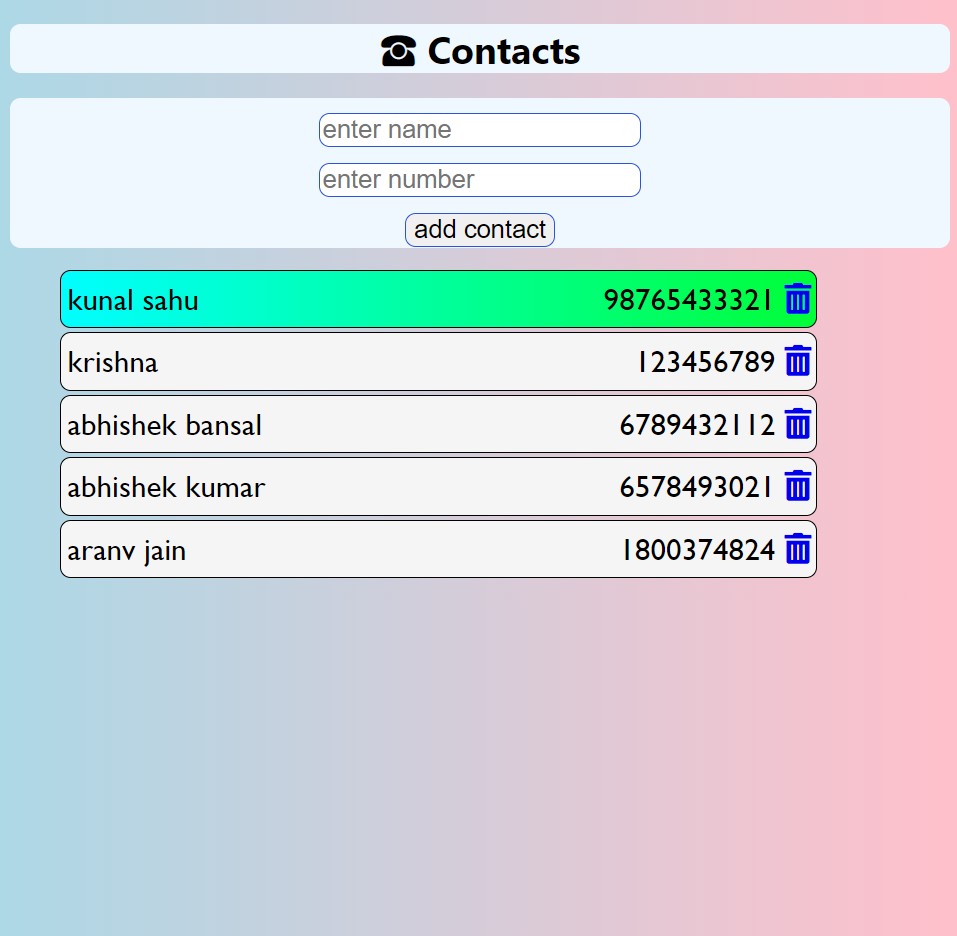 ☎ Contacts
enter name
enter number
add contact
kunal sahu 98765433321
krishna 123456789
abhishek bansal 6789432112
abhishek kumar 6578493021
aranv jain 1800374824